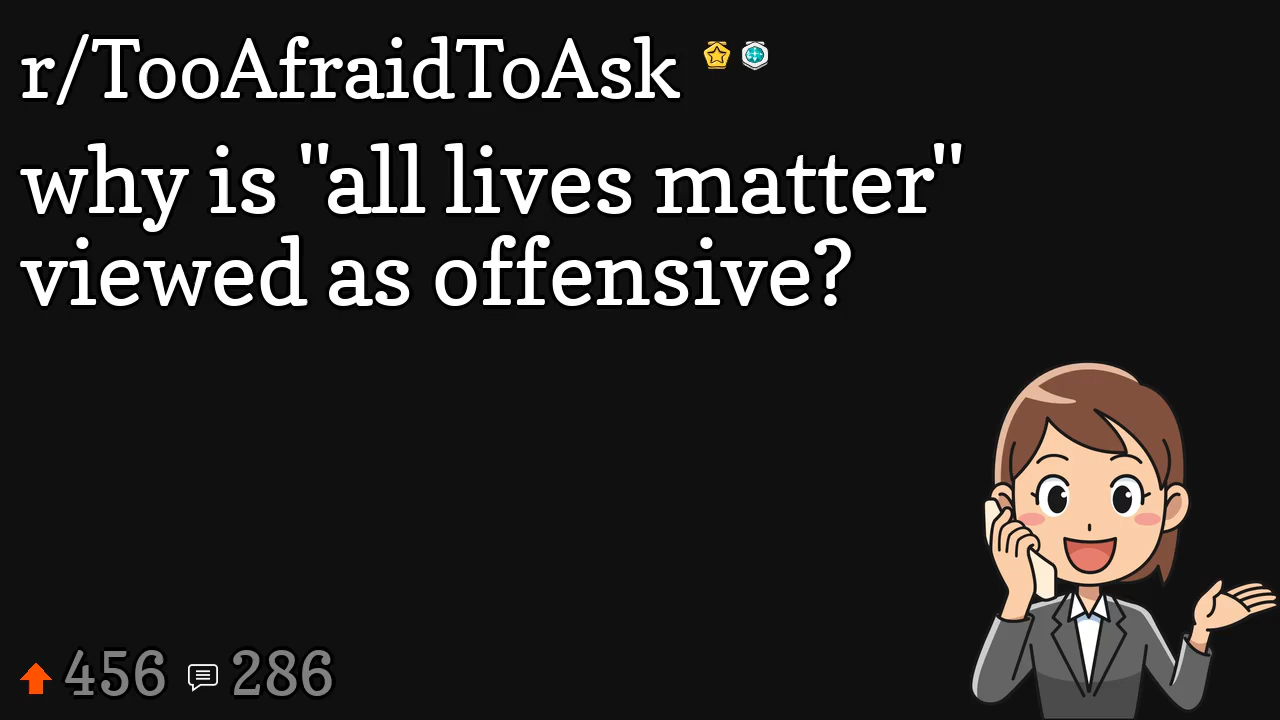 r/TooAfraidToAsk
why is "all lives matter"
viewed as offensive?
456 286